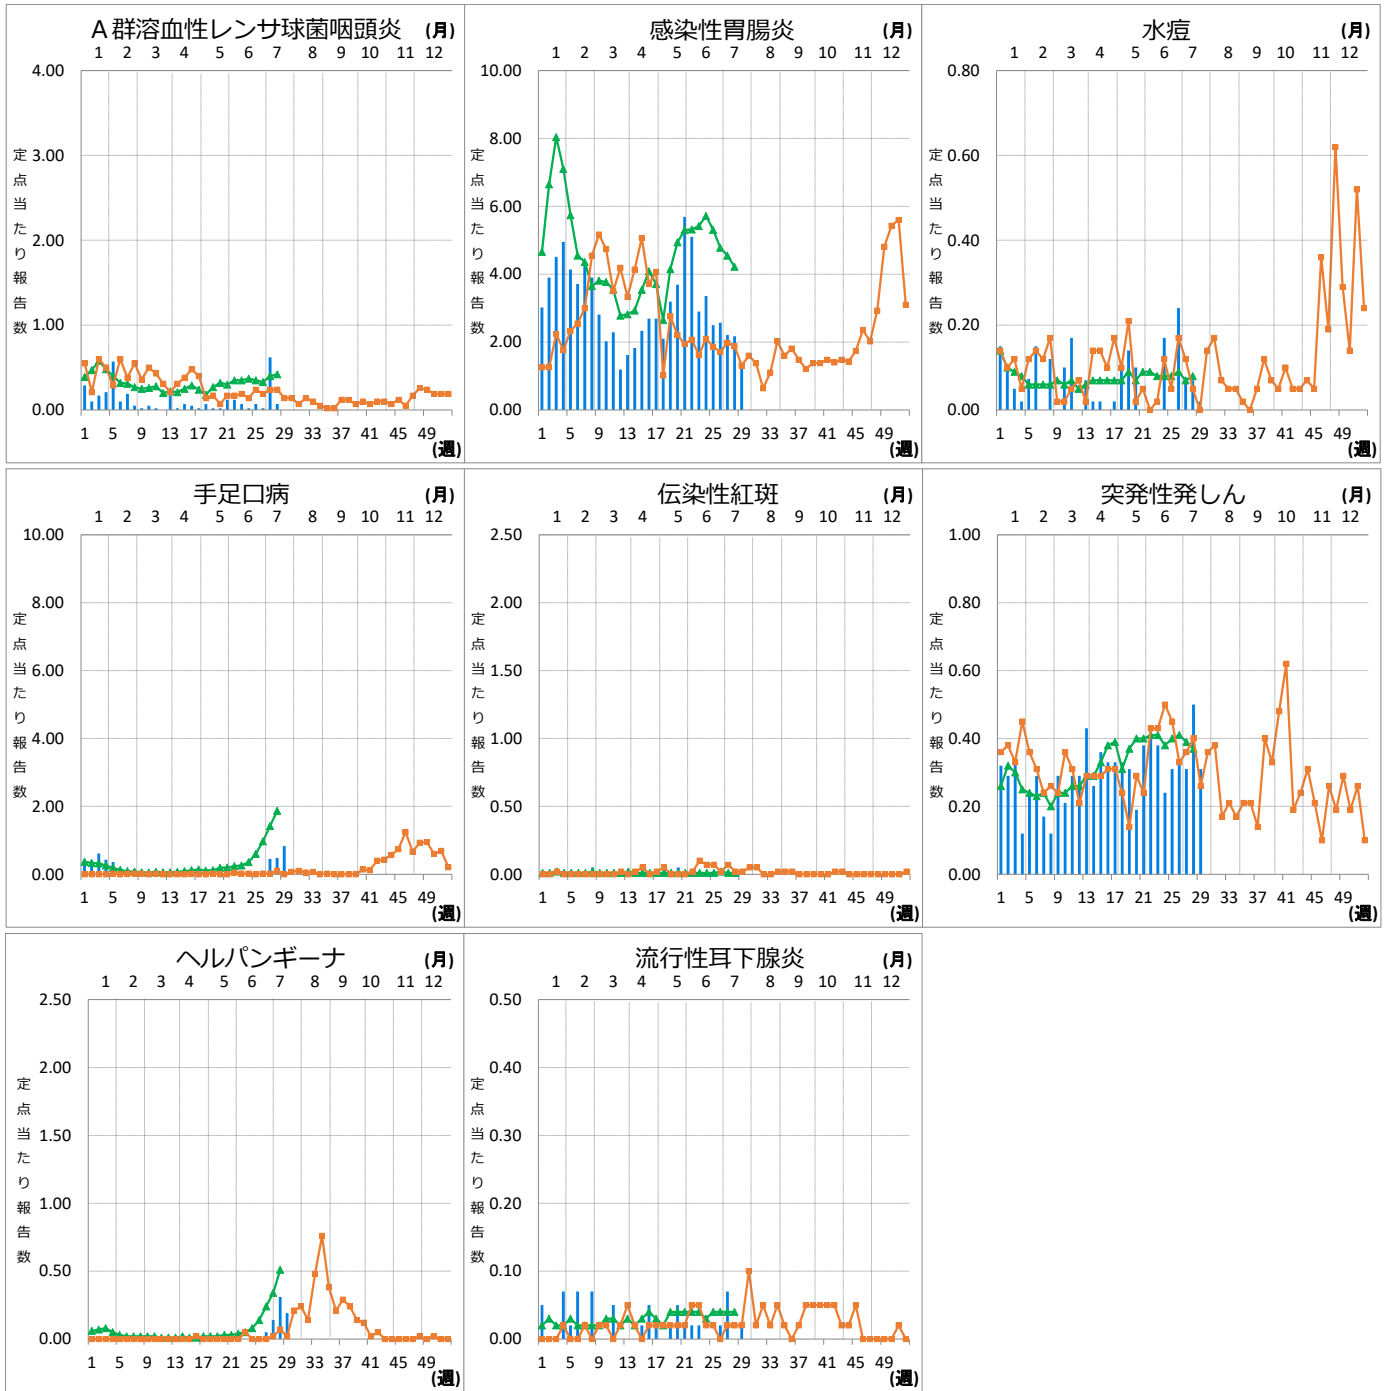 A群溶血性レンサ球菌咽頭炎 (月)
1 2 3 4 5 6 7 8 9 10 11 12
4.00
3.00
2.00
1.00
0.00
定点当たり報告数
1 5 9 13 17 21 25 29 33 37 41 45 49
(週)
感染性胃腸炎 (月)
1 2 3 4 5 6 7 8 9 10 11 12
10.00
8.00
6.00
4.00
2.00
0.00
定点当たり報告数
1 5 9 13 17 21 25 29 33 37 41 45 49
(週)
水痘 (月)
1 2 3 4 5 6 7 8 9 10 11 12
0.80
0.60
0.40
0.20
0.00
定点当たり報告数
1 5 9 13 17 21 25 29 33 37 41 45 49
(週)
手足口病 (月)
1 2 3 4 5 6 7 8 9 10 11 12
10.00
8.00
6.00
4.00
2.00
0.00
定点当たり報告数
1 5 9 13 17 21 25 29 33 37 41 45 49
(週)
伝染性紅斑 (月)
1 2 3 4 5 6 7 8 9 10 11 12
2.50
2.00
1.50
1.00
0.50
0.00
定点当たり報告数
1 5 9 13 17 21 25 29 33 37 41 45 49
(週)
突発性発しん (月)
1 2 3 4 5 6 7 8 9 10 11 12
1.00
0.80
0.60
0.40
0.20
0.00
定点当たり報告数
1 5 9 13 17 21 25 29 33 37 41 45 49
(週)
ヘルパンギーナ (月)
1 2 3 4 5 6 7 8 9 10 11 12
2.50
2.00
1.50
1.00
0.50
0.00
定点当たり報告数
1 5 9 13 17 21 25 29 33 37 41 45 49
(週)
流行性耳下腺炎 (月)
1 2 3 4 5 6 7 8 9 10 11 12
0.50
0.40
0.30
0.20
0.10
0.00
定点当たり報告数
1 5 9 13 17 21 25 29 33 37 41 45 49
(週)